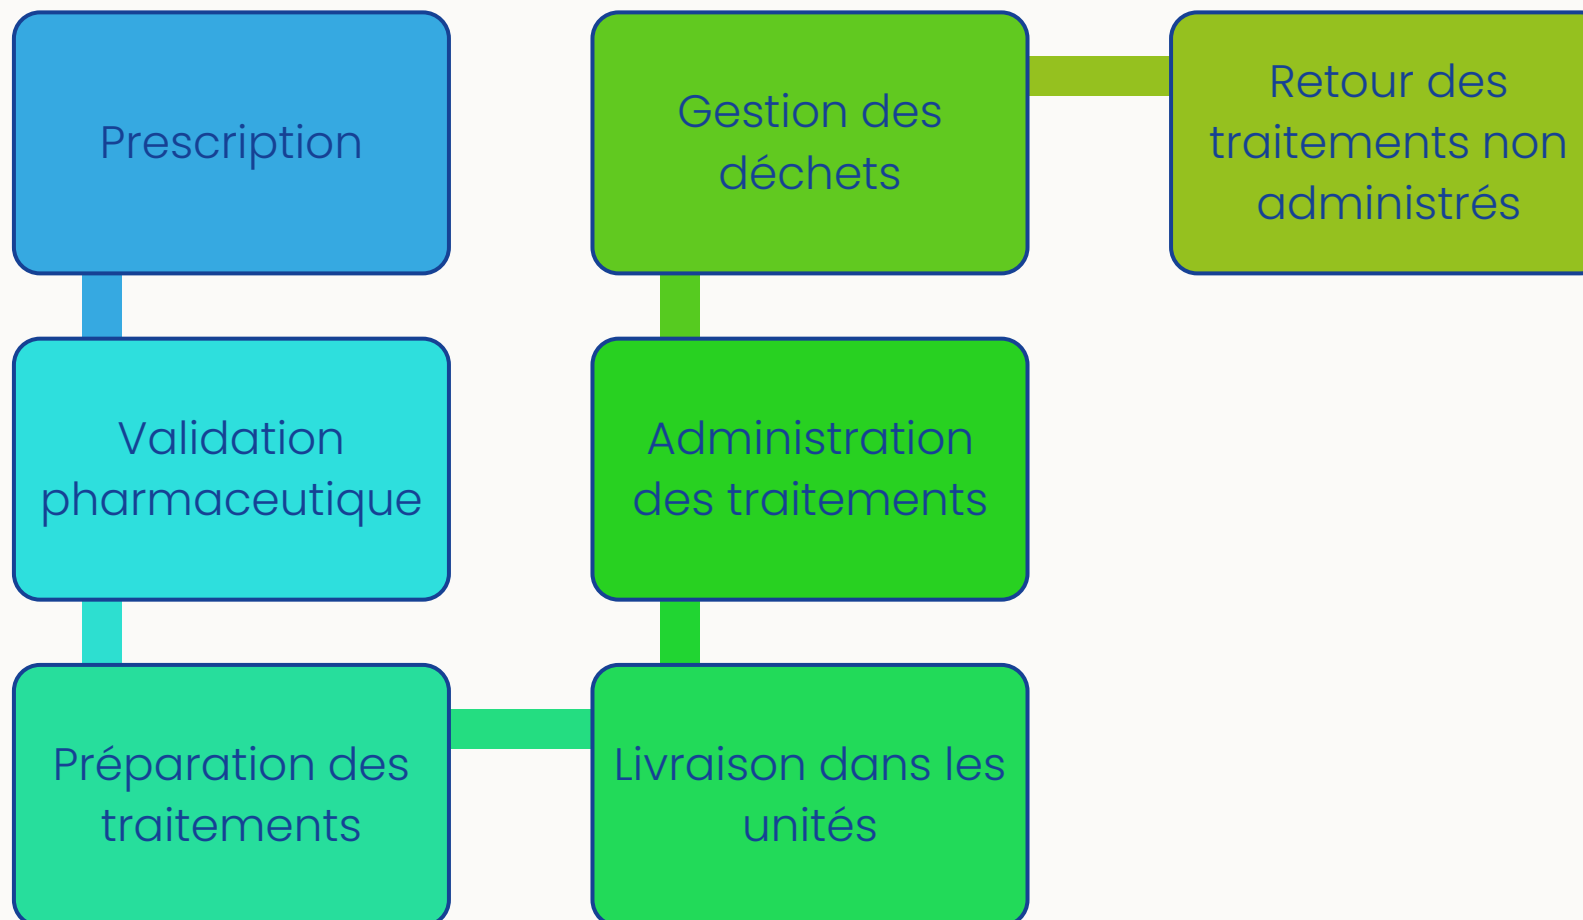 Prescription
Validation
pharmaceutique
Préparation des
traitements
Livraison dans les
unités
Administration
des traitements
Gestion des
déchets
Retour des
traitements non
administrés